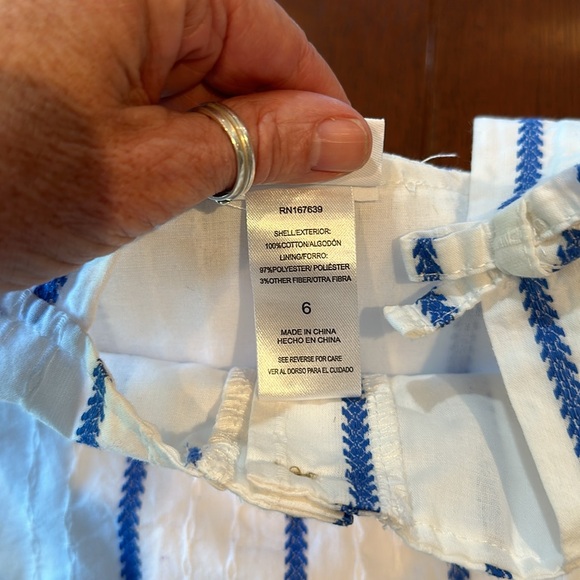 RN167639
SHELL/EXTERIOR:
100%COTTON/ALGODÓN
LINING/FORRO:
97%POLYESTER/ POLIÉSTER
3%OTHER FIBER/OTRA FIBRA
6
MADE IN CHINA
HECHO EN CHINA
SEE REVERSE FOR CARE
VER AL DORSO PARA EL CUIDADO